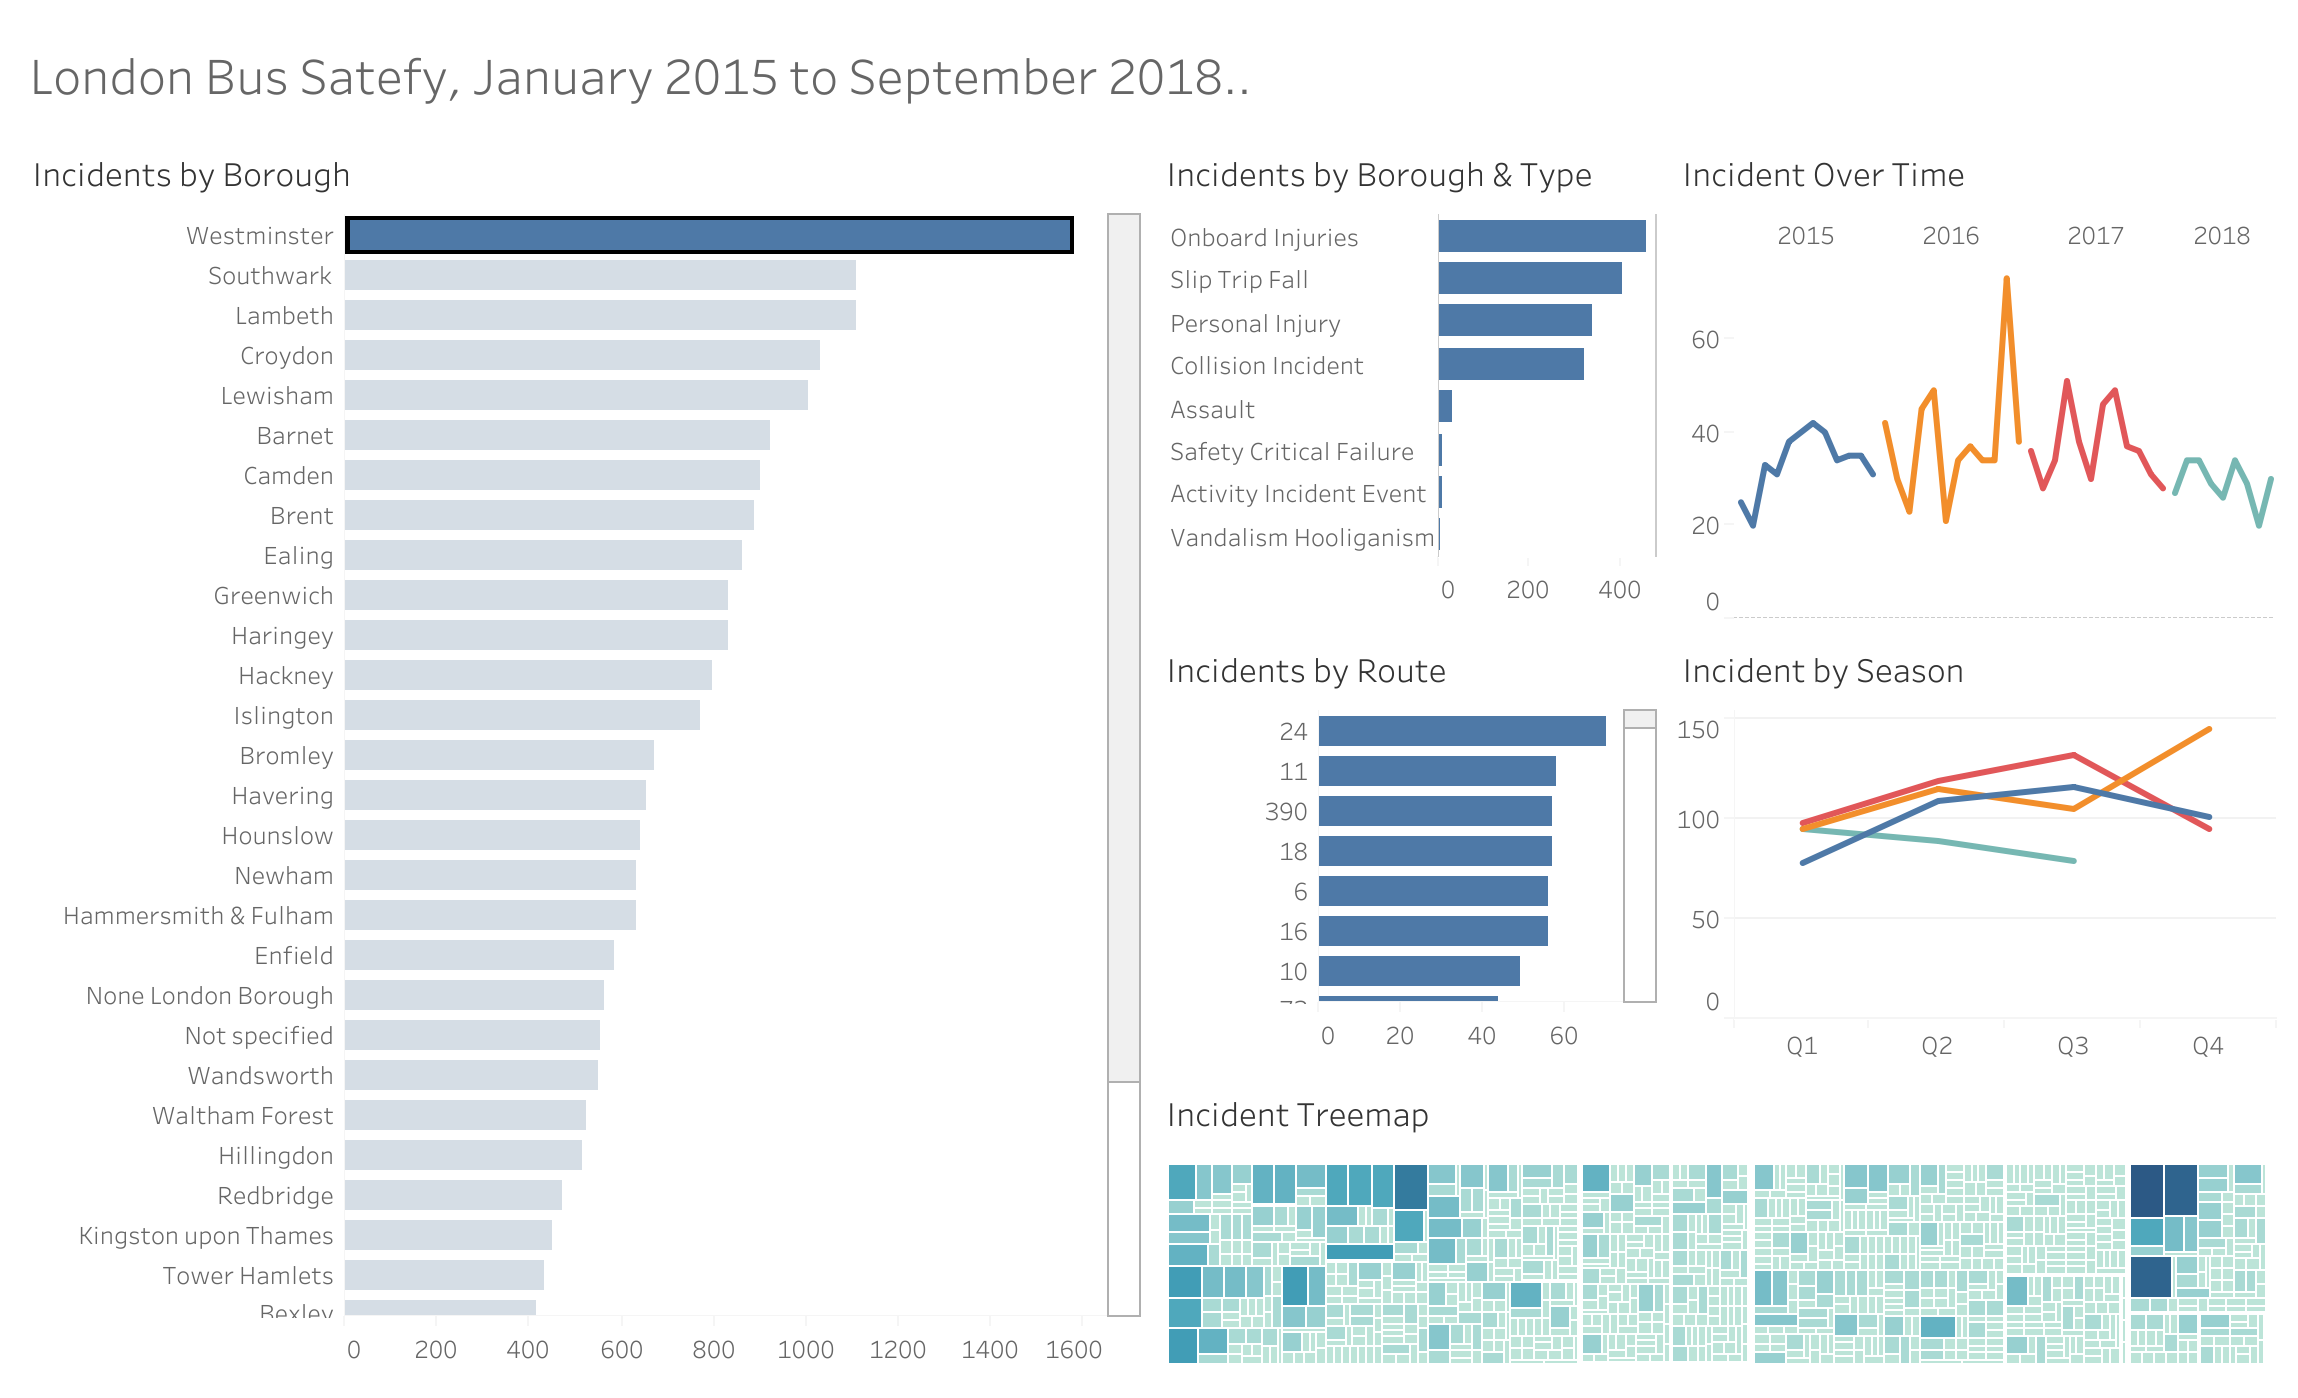 London Bus Satefy, January 2015 to September 2018..
Incidents by Borough
Westminster
Southwark
Lambeth
Croydon
Lewisham
Barnet
Camden
Brent
Ealing
Greenwich
Haringey
Hackney
Islington
Bromley
Havering
Hounslow
Newham
Hammersmith & Fulham
Enfield
None London Borough
Not specified
Wandsworth
Waltham Forest
Hillingdon
Redbridge
Kingston upon Thames
Tower Hamlets
Bexley
0 200 400 600 800 1000 1200 1400 1600
Incidents by Borough & Type
Onboard Injuries
Slip Trip Fall
Personal Injury
Collision Incident
Assault
Safety Critical Failure
Activity Incident Event
Vandalism Hooliganism
0 200 400
Incident Over Time
2015 2016 2017 2018
60
40
20
0
Incidents by Route
24
11
390
18
6
16
10
0 20 40 60
Incident by Season
150
100
50
0
Q1 Q2 Q3 Q4
Incident Treemap